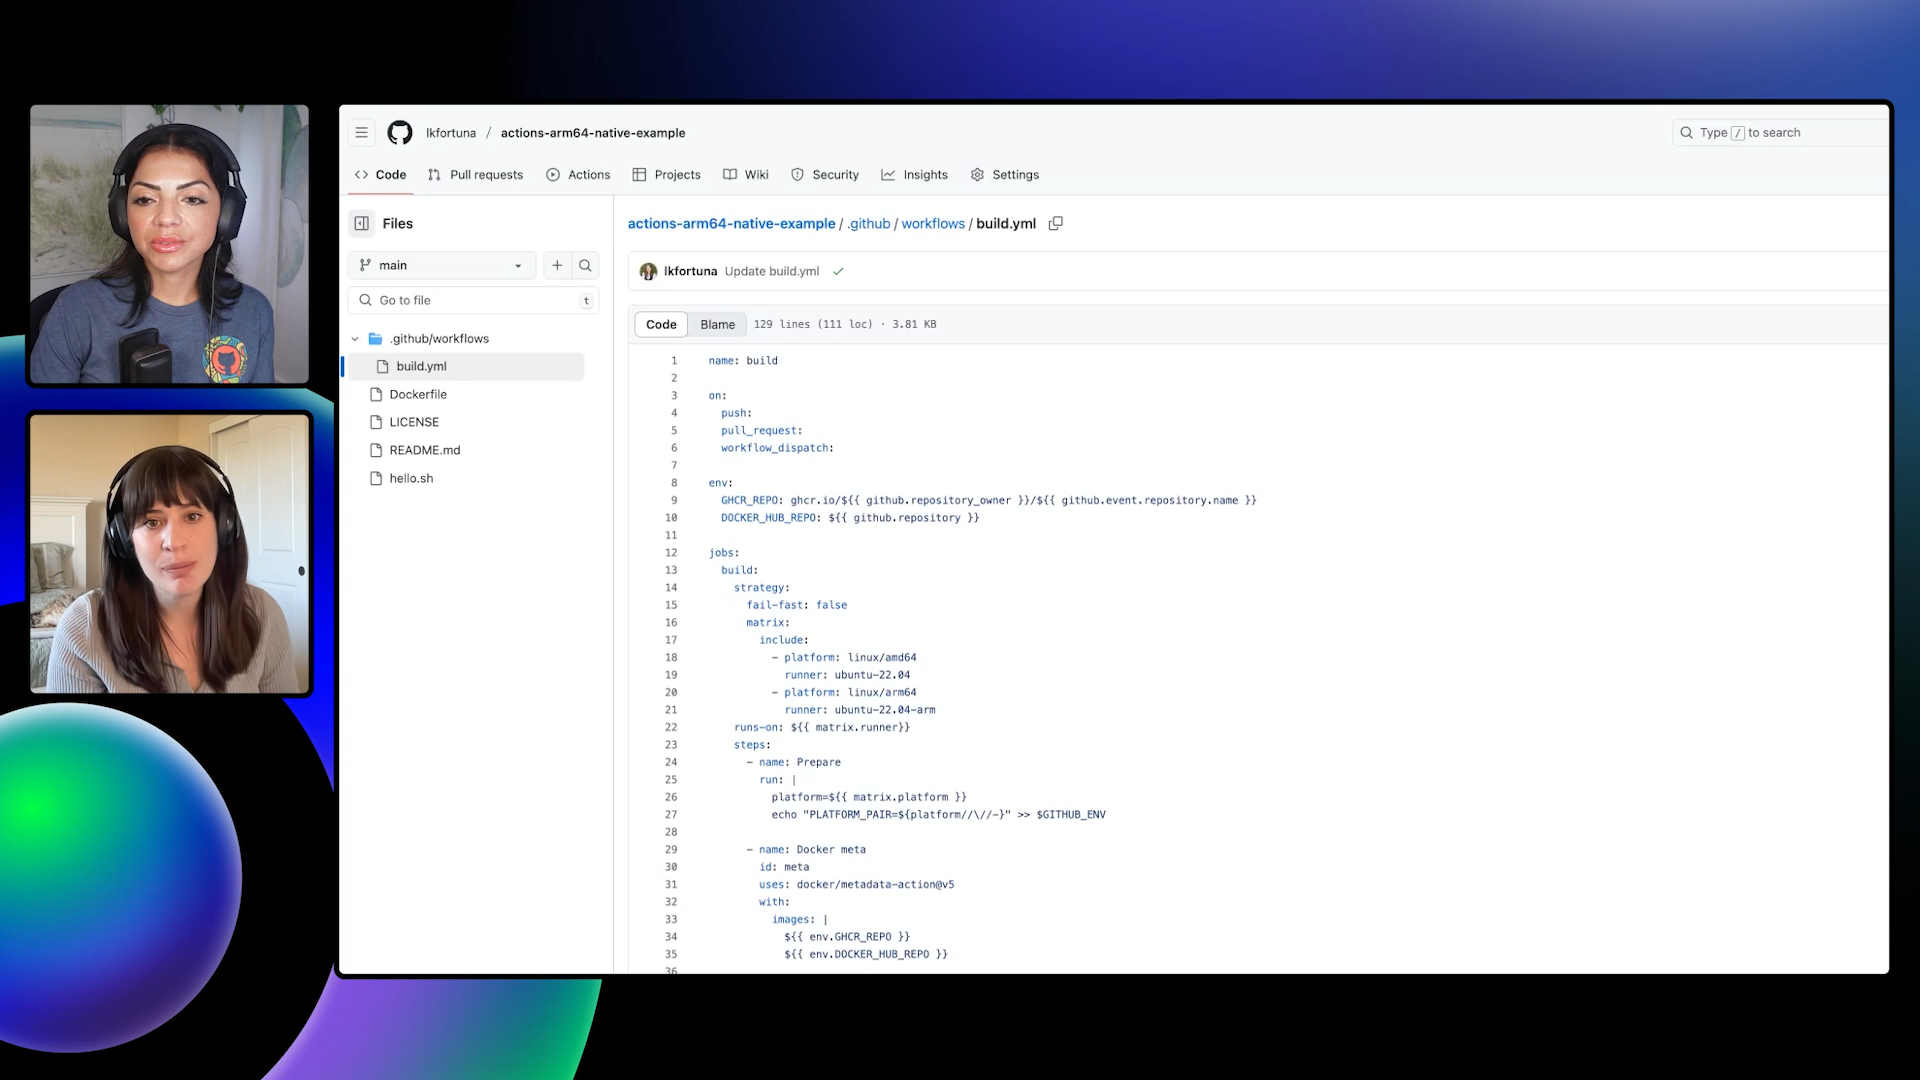 lkfortuna / actions-arm64-native-example
Type / to search
Code Pull requests Actions Projects Wiki Security Insights Settings
Files
main
Go to file t
.github/workflows
build.yml
Dockerfile
LICENSE
README.md
hello.sh
actions-arm64-native-example / .github / workflows / build.yml
lkfortuna Update build.yml
Code Blame 129 lines (111 loc) · 3.81 KB
1 name: build
2
3 on:
4 push:
5 pull_request:
6 workflow_dispatch:
7
8 env:
9 GHCR_REPO: ghcr.io/${{ github.repository_owner }}/${{ github.event.repository.name }}
10 DOCKER_HUB_REPO: ${{ github.repository }}
11
12 jobs:
13 build:
14 strategy:
15 fail-fast: false
16 matrix:
17 include:
18 - platform: linux/amd64
19 runner: ubuntu-22.04
20 - platform: linux/arm64
21 runner: ubuntu-22.04-arm
22 runs-on: ${{ matrix.runner}}
23 steps:
24 - name: Prepare
25 run: |
26 platform=${{ matrix.platform }}
27 echo "PLATFORM_PAIR=${platform//\//-}" >> $GITHUB_ENV
28
29 - name: Docker meta
30 id: meta
31 uses: docker/metadata-action@v5
32 with:
33 images: |
34 ${{ env.GHCR_REPO }}
35 ${{ env.DOCKER_HUB_REPO }}
36